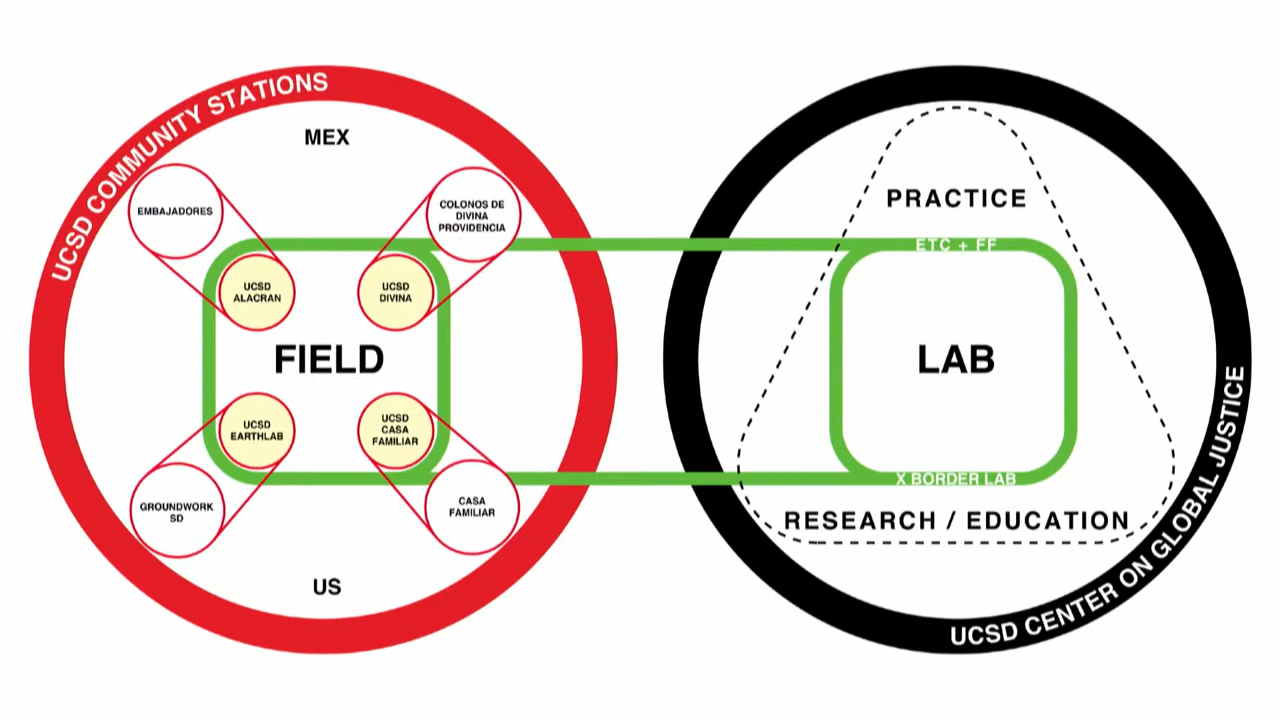 UCSD COMMUNITY STATIONS
MEX
EMBAJADORES
COLONOS DE
DIVINA
PROVIDENCIA
UCSD
ALACRAN
UCSD
DIVINA
FIELD
UCSD
EARTHLAB
UCSD
CASA
FAMILIAR
GROUNDWORK
SD
CASA
FAMILIAR
US
PRACTICE
ETC + FF
LAB
X BORDER LAB
RESEARCH / EDUCATION
UCSD CENTER ON GLOBAL JUSTICE